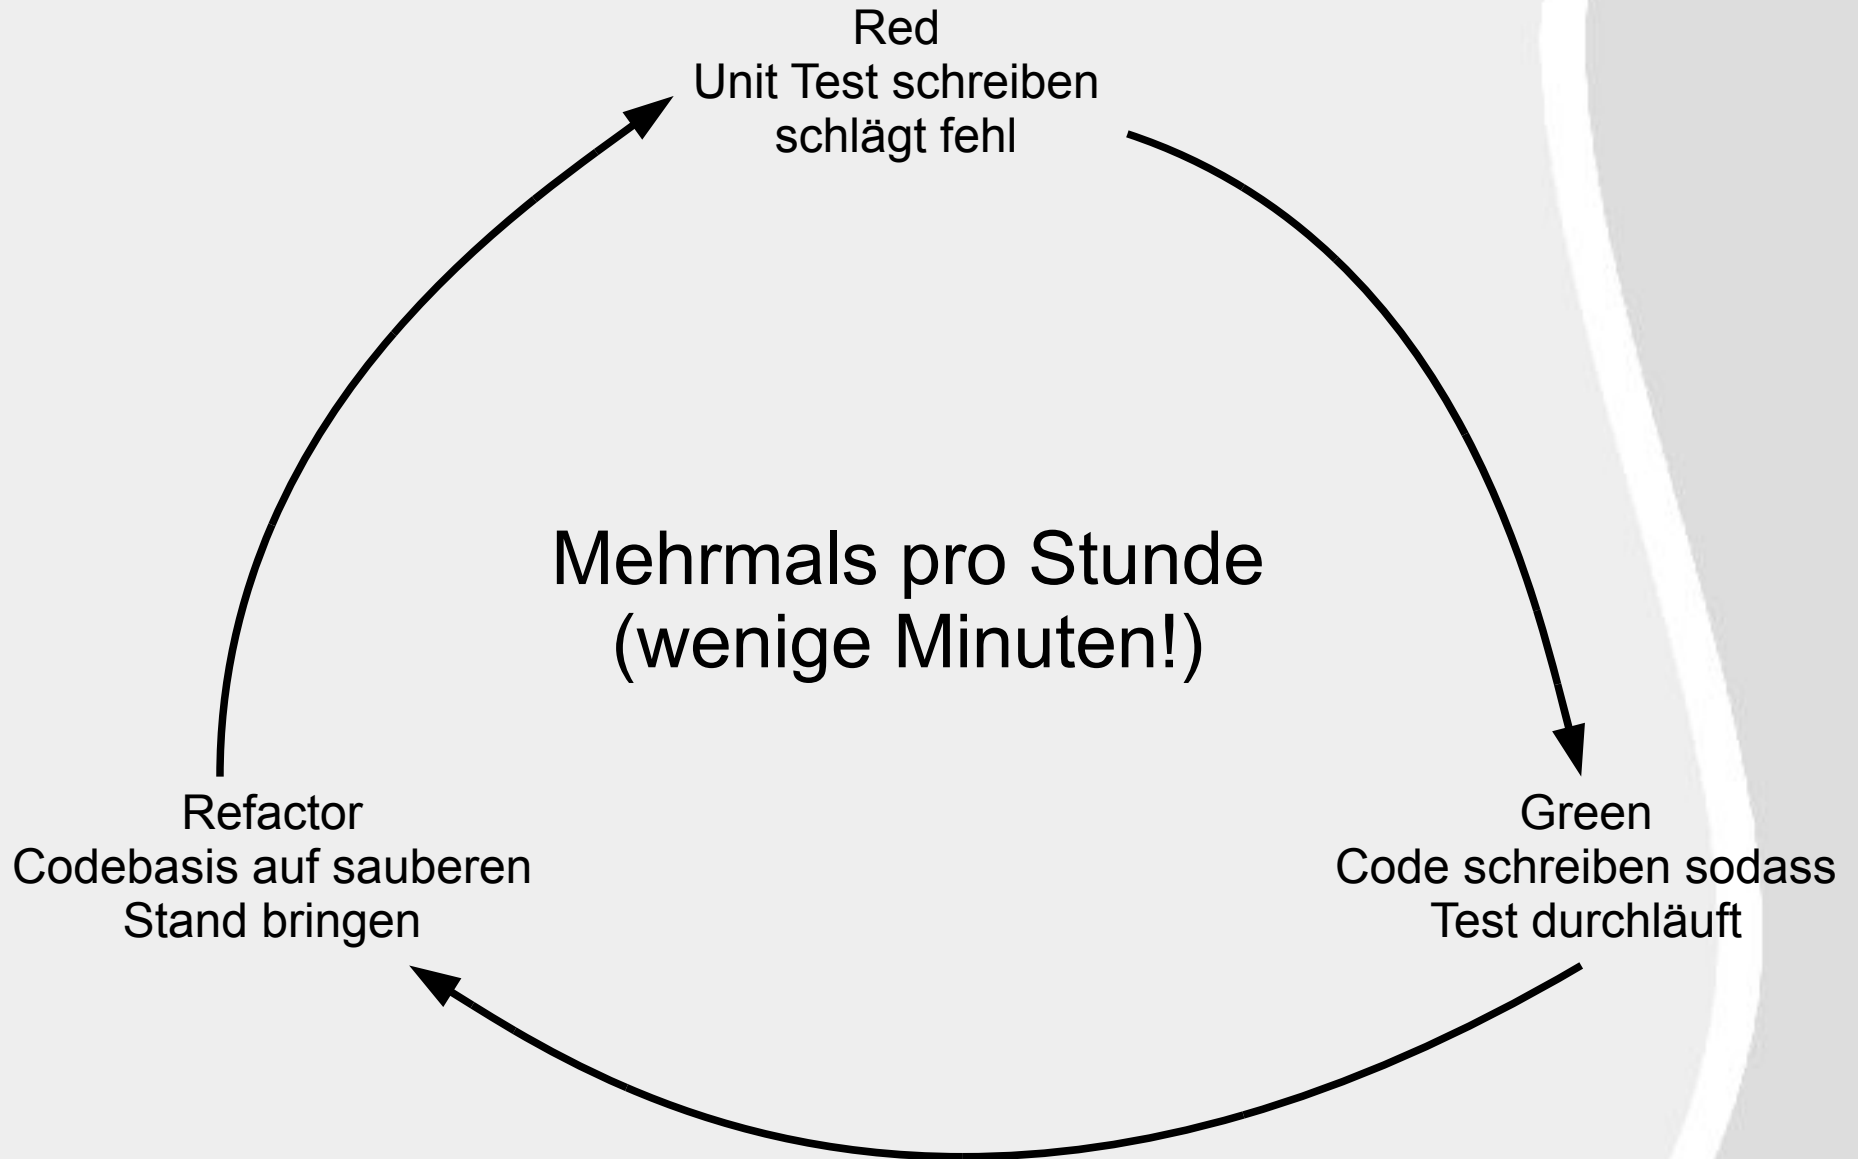 Red
Unit Test schreiben
schlägt fehl
Mehrmals pro Stunde
(wenige Minuten!)
Refactor
Codebasis auf sauberen
Stand bringen
Green
Code schreiben sodass
Test durchläuft